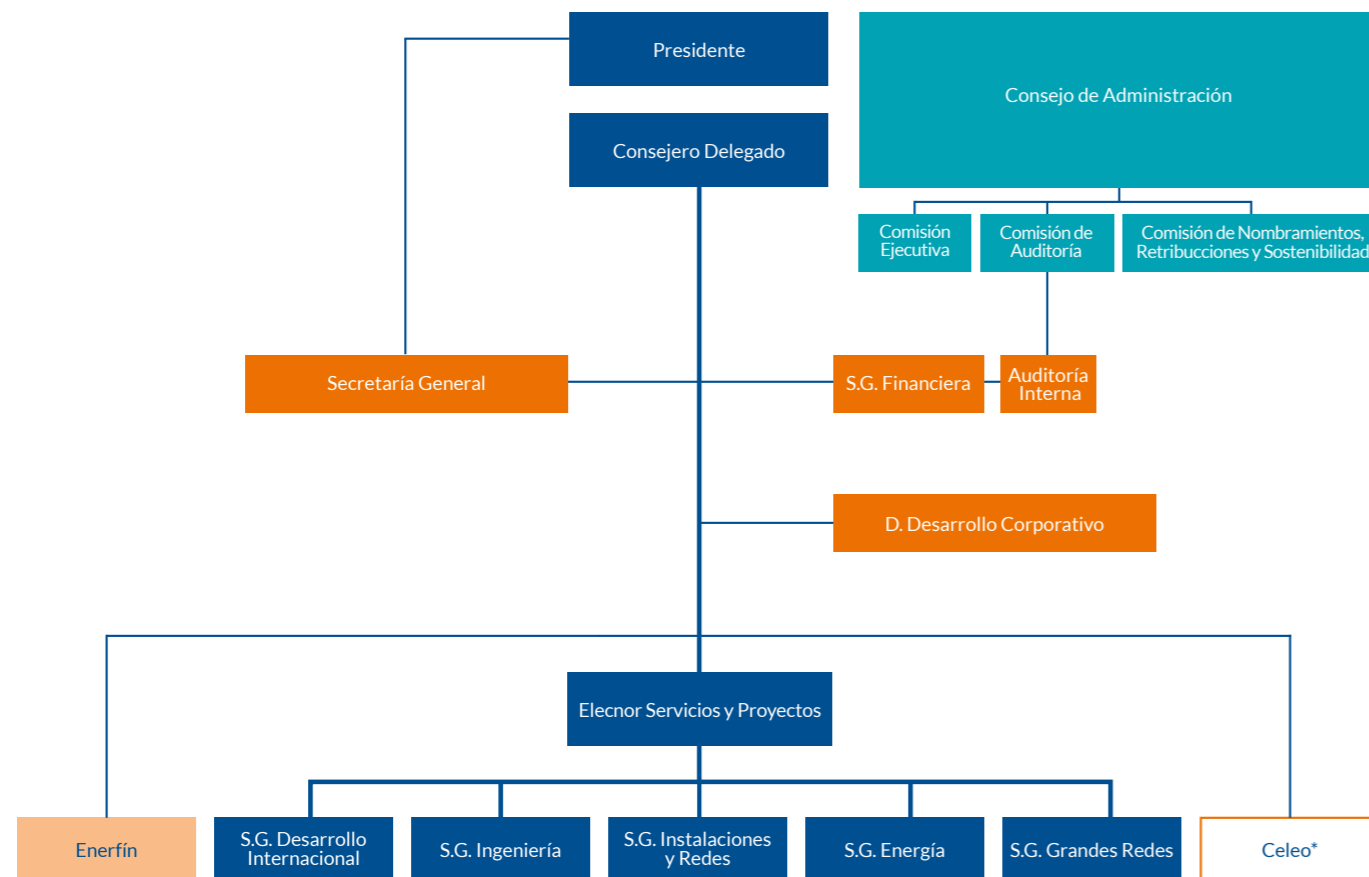 Presidente
Consejo de Administración
Consejero Delegado
Comisión
Ejecutiva
Comisión de
Auditoría
Comisión de Nombramientos,
Retribucciones y Sostenibilidad
Secretaría General
S.G. Financiera
Auditoría
Interna
D. Desarrollo Corporativo
Elecnor Servicios y Proyectos
Enerfín
S.G. Desarrollo
Internacional
S.G. Ingeniería
S.G. Instalaciones
y Redes
S.G. Energía
S.G. Grandes Redes
Celeo*